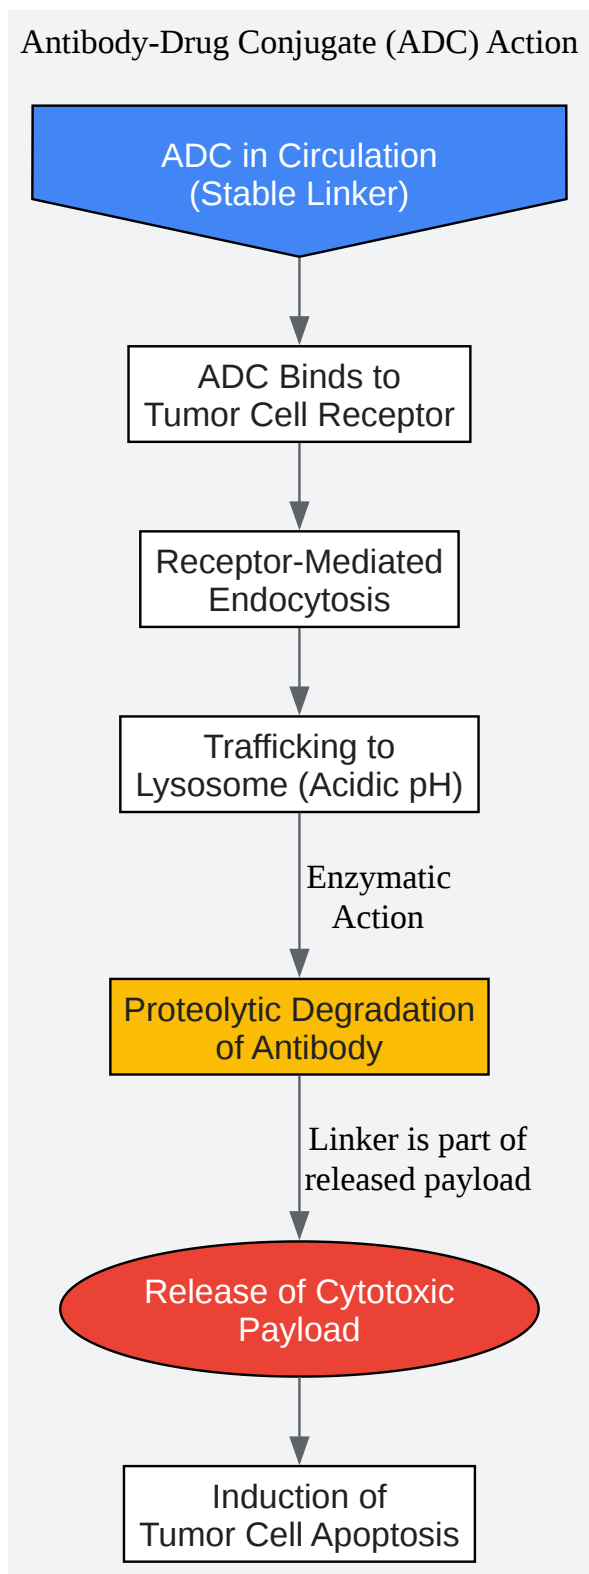 Antibody-Drug Conjugate (ADC) Action
ADC in Circulation
(Stable Linker)
ADC Binds to
Tumor Cell Receptor
Receptor-Mediated
Endocytosis
Trafficking to
Lysosome (Acidic pH)
Enzymatic
Action
Proteolytic Degradation
of Antibody
Linker is part of
released payload
Release of Cytotoxic
Payload
Induction of
Tumor Cell Apoptosis